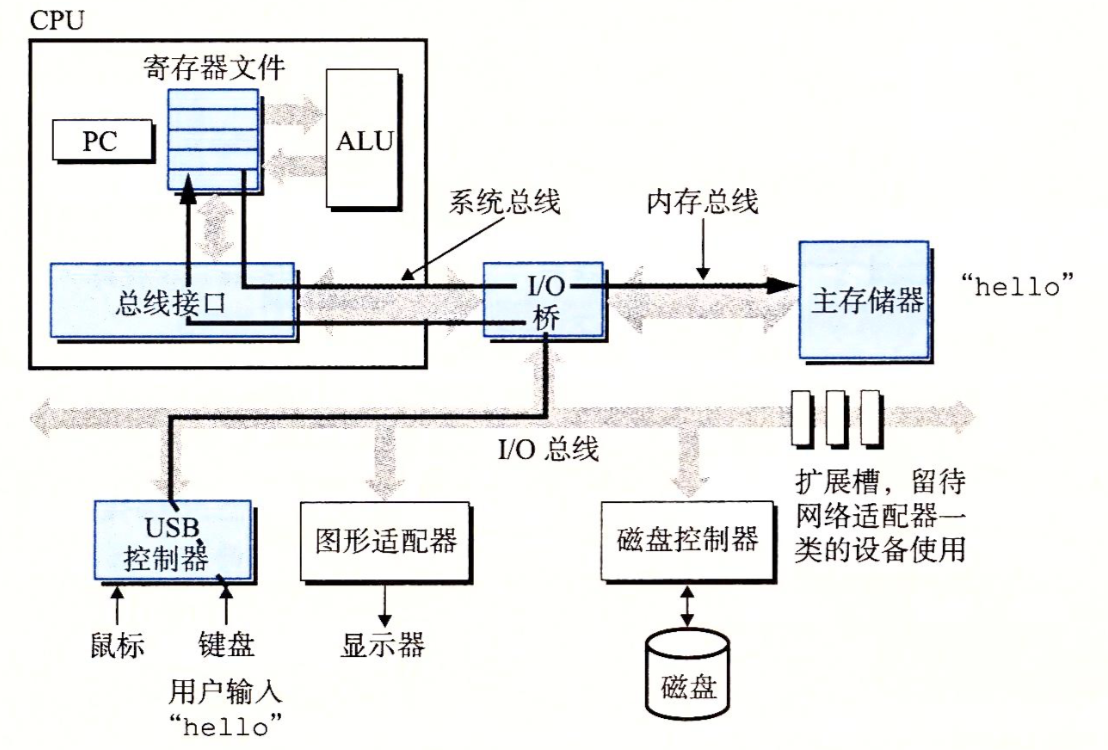 CPU
寄存器文件
PC
ALU
系统总线
内存总线
总线接口
I/O
桥
主存储器
“hello”
I/O 总线
扩展槽，留待
网络适配器一
类的设备使用
USB
控制器
图形适配器
磁盘控制器
鼠标
键盘
显示器
磁盘
用户输入
“hello”